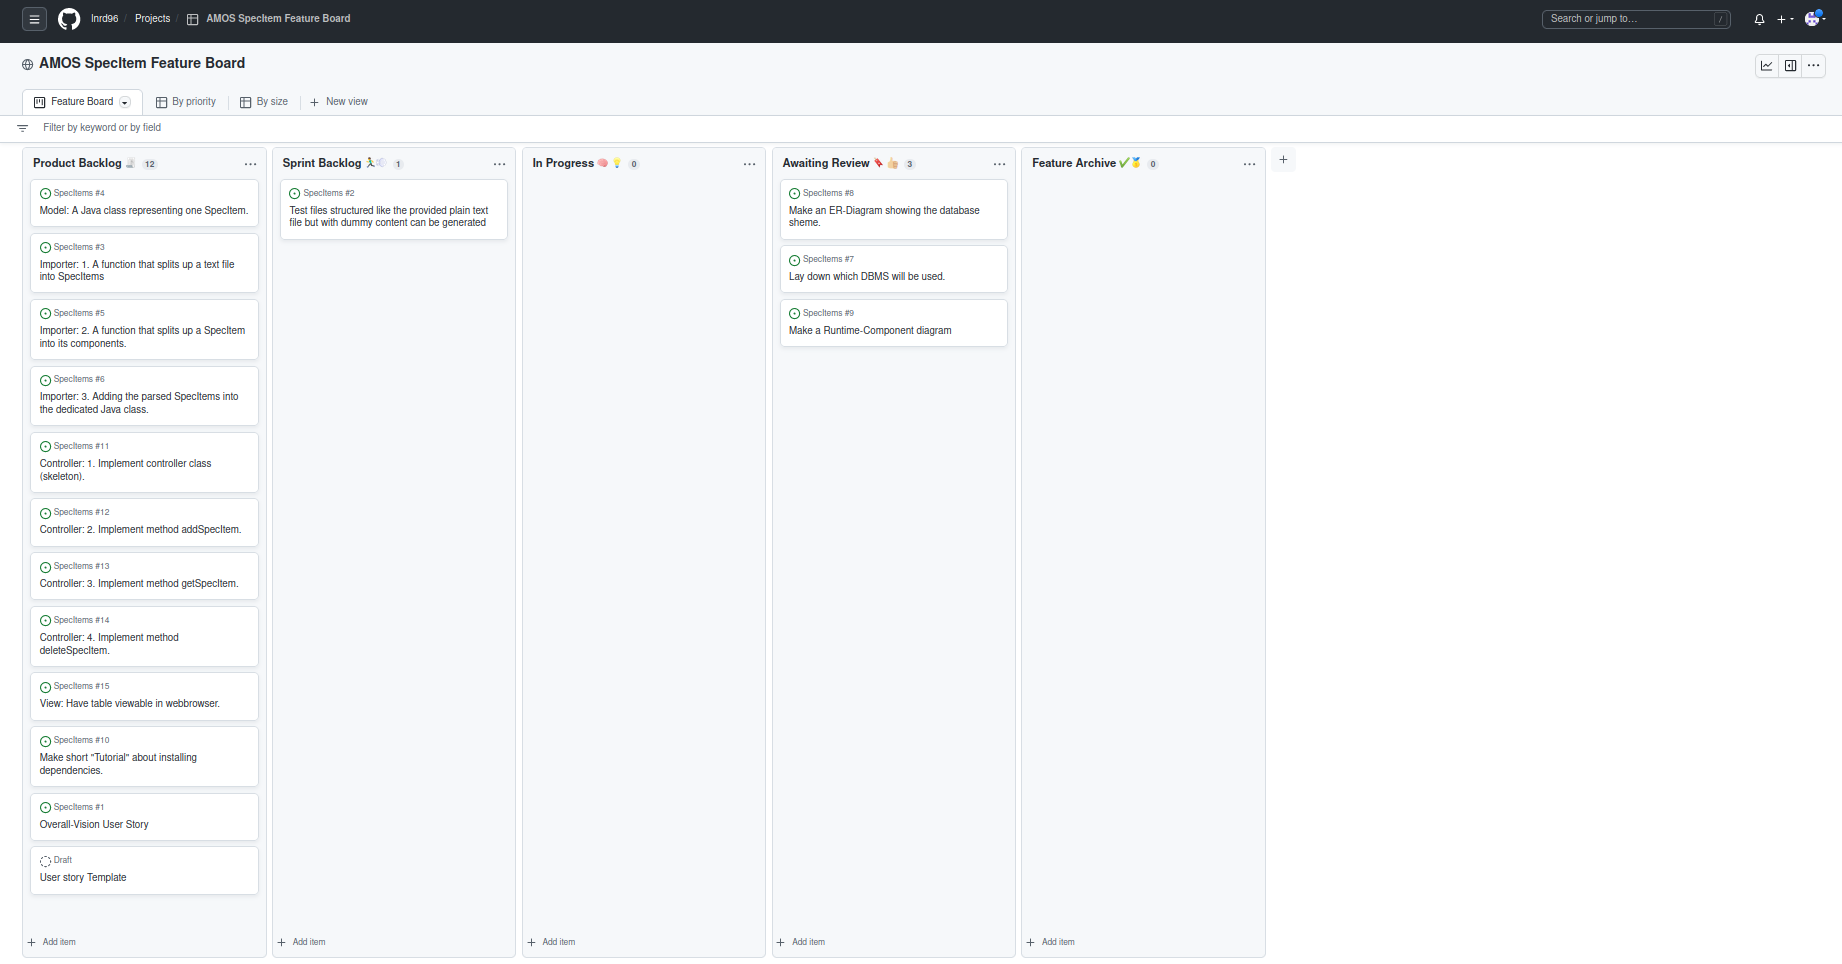 lnrd96 / Projects / AMOS SpecItem Feature Board
Search or jump to... /
AMOS SpecItem Feature Board
Feature Board
By priority
By size
New view
Filter by keyword or by field
Product Backlog 12
SpecItems #4
Model: A Java class representing one SpecItem.
SpecItems #3
Importer: 1. A function that splits up a text file
into SpecItems
SpecItems #5
Importer: 2. A function that splits up a SpecItem
into its components.
SpecItems #6
Importer: 3. Adding the parsed SpecItems into
the dedicated Java class.
SpecItems #11
Controller: 1. Implement controller class
(skeleton).
SpecItems #12
Controller: 2. Implement method addSpecItem.
SpecItems #13
Controller: 3. Implement method getSpecItem.
SpecItems #14
Controller: 4. Implement method
deleteSpecItem.
SpecItems #15
View: Have table viewable in webbrowser.
SpecItems #10
Make short "Tutorial" about installing
dependencies.
SpecItems #1
Overall-Vision User Story
Draft
User story Template
Add item
Sprint Backlog 1
SpecItems #2
Test files structured like the provided plain text
file but with dummy content can be generated
Add item
In Progress 0
Add item
Awaiting Review 3
SpecItems #8
Make an ER-Diagram showing the database
sheme.
SpecItems #7
Lay down which DBMS will be used.
SpecItems #9
Make a Runtime-Component diagram
Add item
Feature Archive 0
Add item